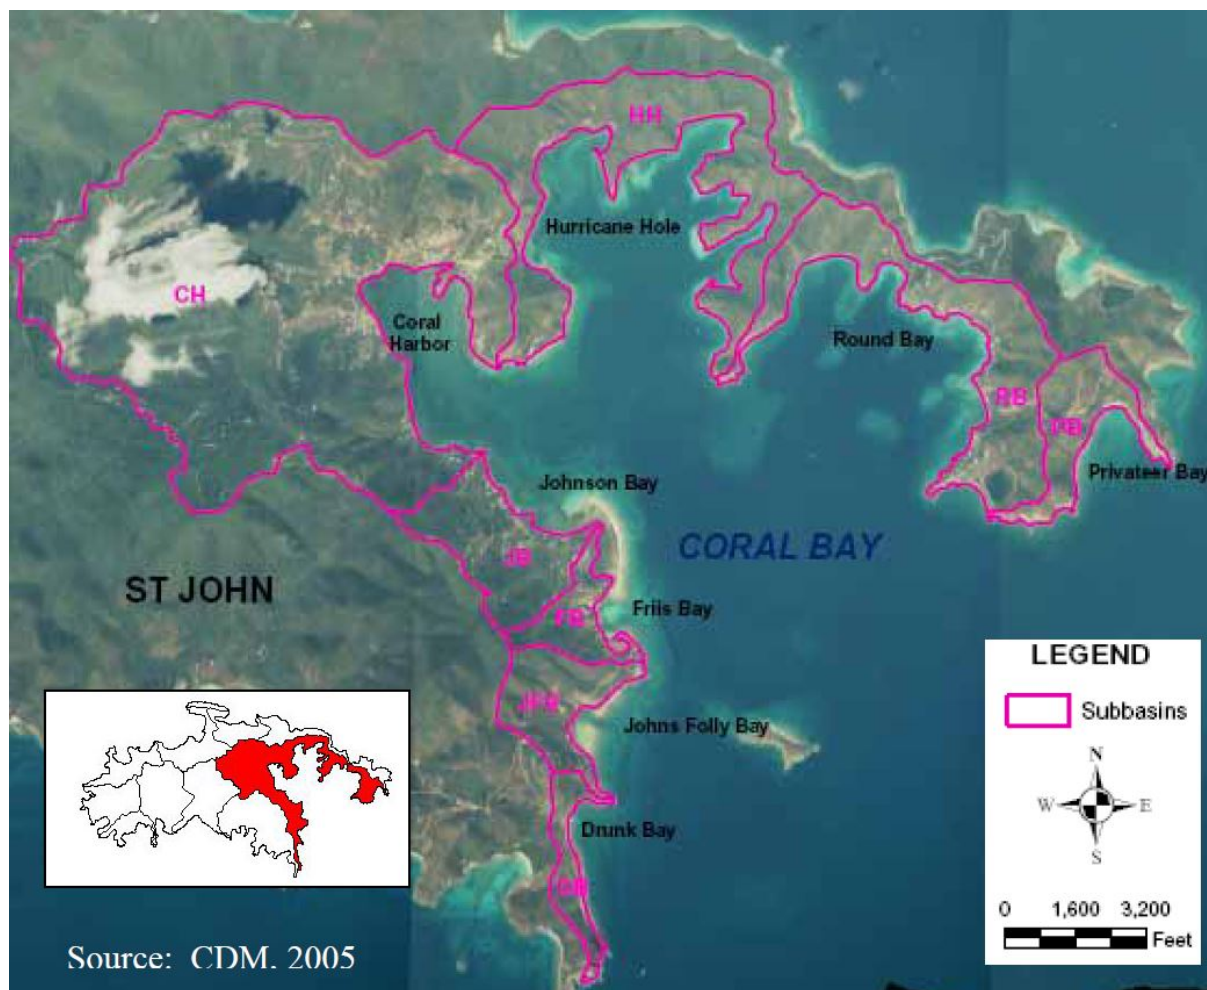 HH
Hurricane Hole
CH
Coral
Harbor
Round Bay
RB
PB
Privateer Bay
Johnson Bay
CORAL BAY
JB
ST JOHN
FB
Friis Bay
JFB
Johns Folly Bay
Drunk Bay
DB
LEGEND
Subbasins
N
W
E
S
0 1,600 3,200
Feet
Source: CDM, 2005